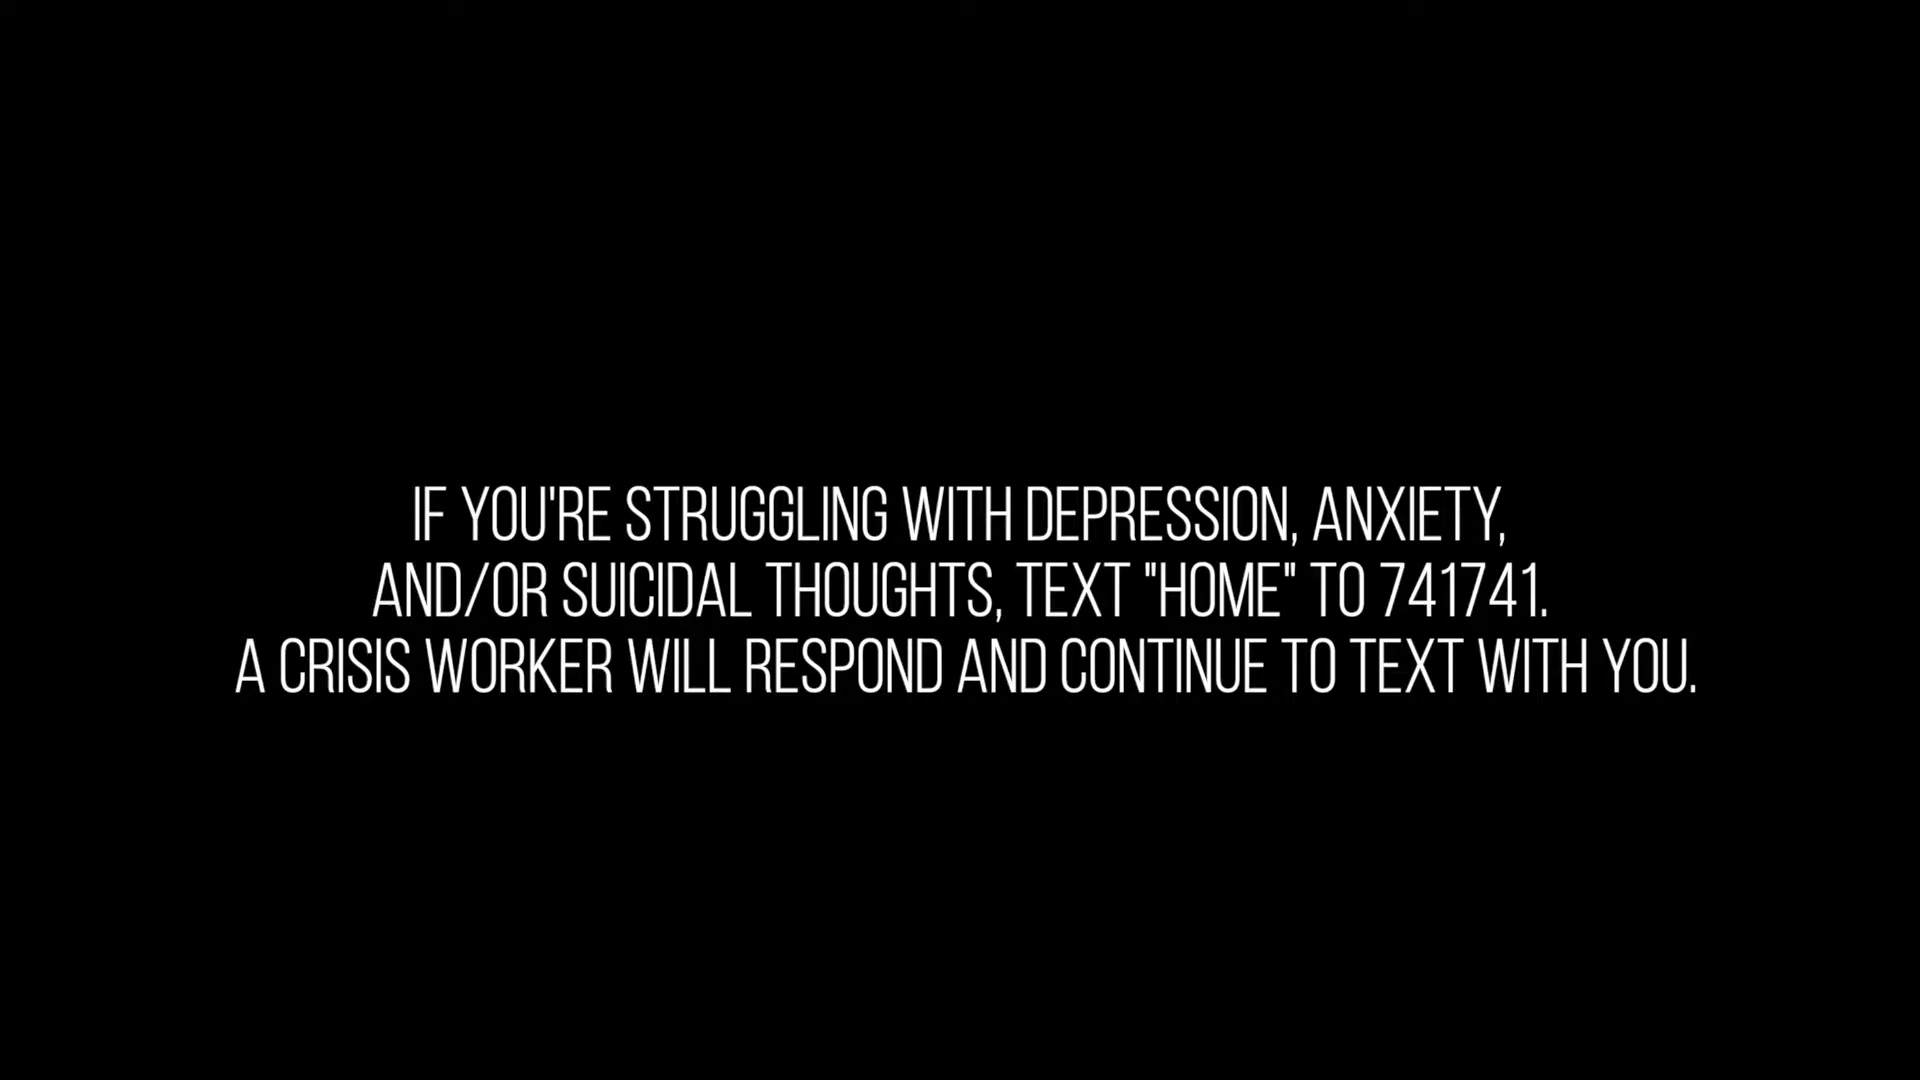 IF YOU'RE STRUGGLING WITH DEPRESSION, ANXIETY,
AND/OR SUICIDAL THOUGHTS, TEXT "HOME" TO 741741.
A CRISIS WORKER WILL RESPOND AND CONTINUE TO TEXT WITH YOU.